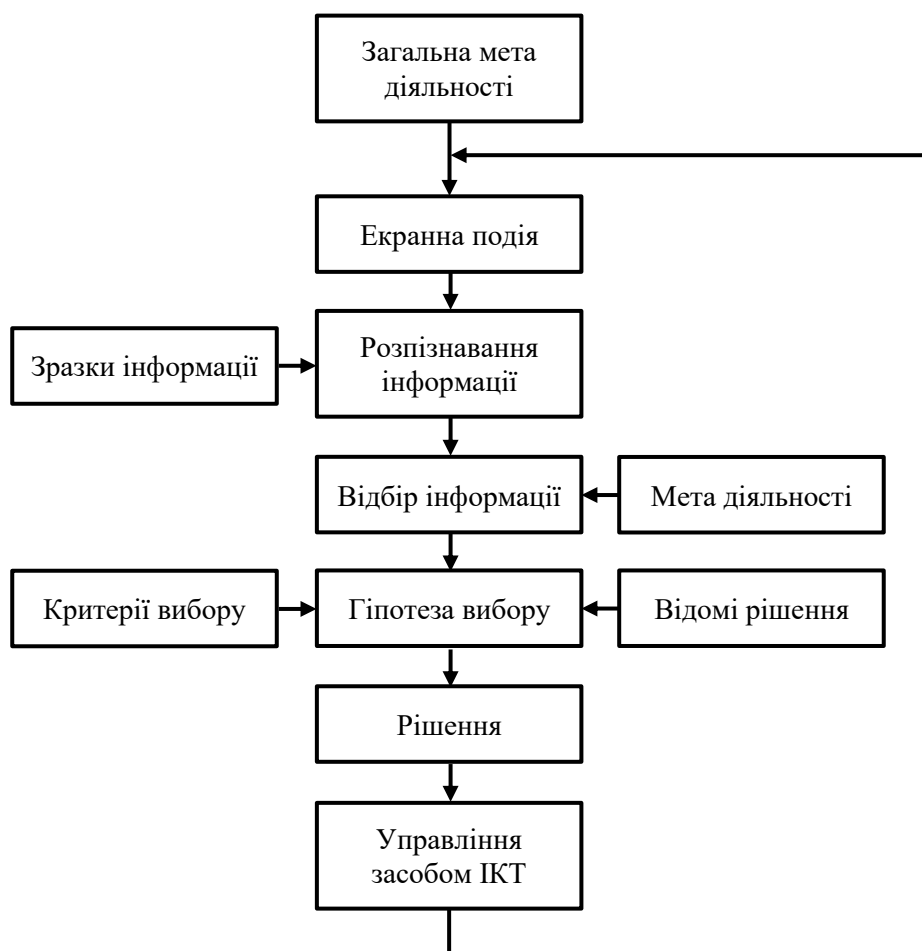 Загальна мета
діяльності
Екранна подія
Зразки інформації
Розпізнавання
інформації
Відбір інформації
Мета діяльності
Критерії вибору
Гіпотеза вибору
Відомі рішення
Рішення
Управління
засобом ІКТ